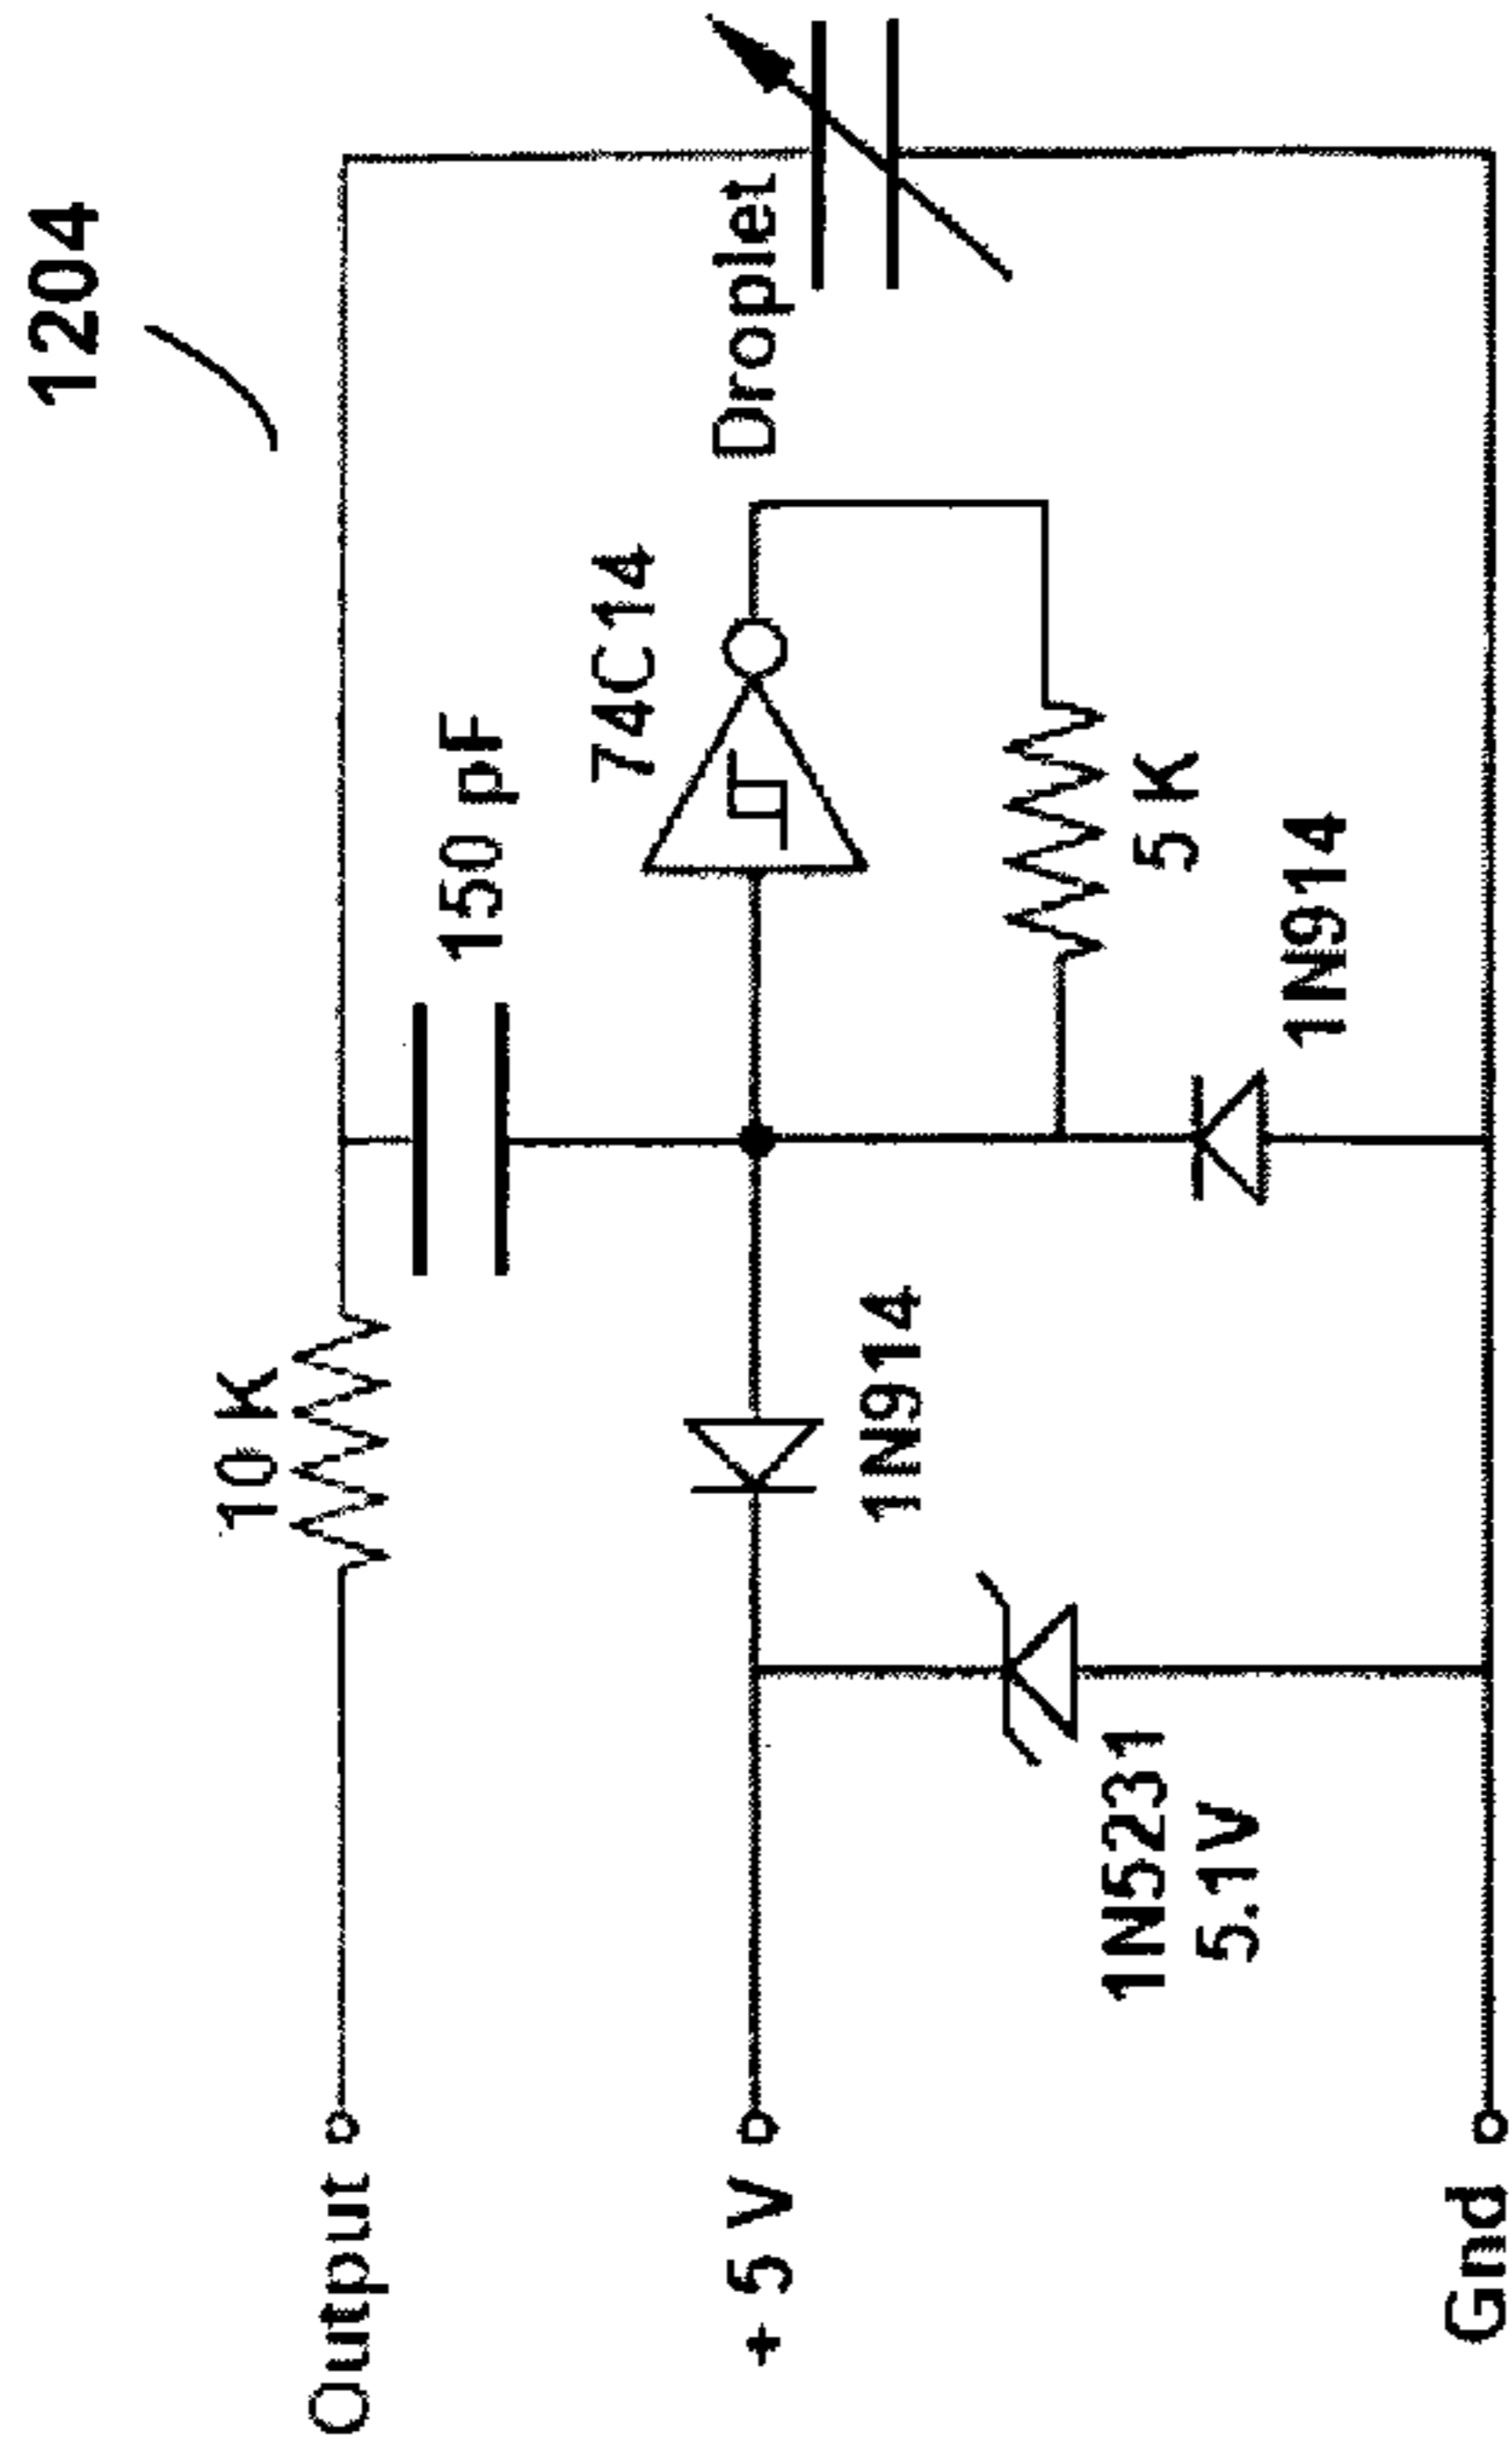 1204
Output
10 K
150 pF
74C14
Droplet
+ 5 V
1N914
5 K
1N5231
5.1V
1N914
Gnd